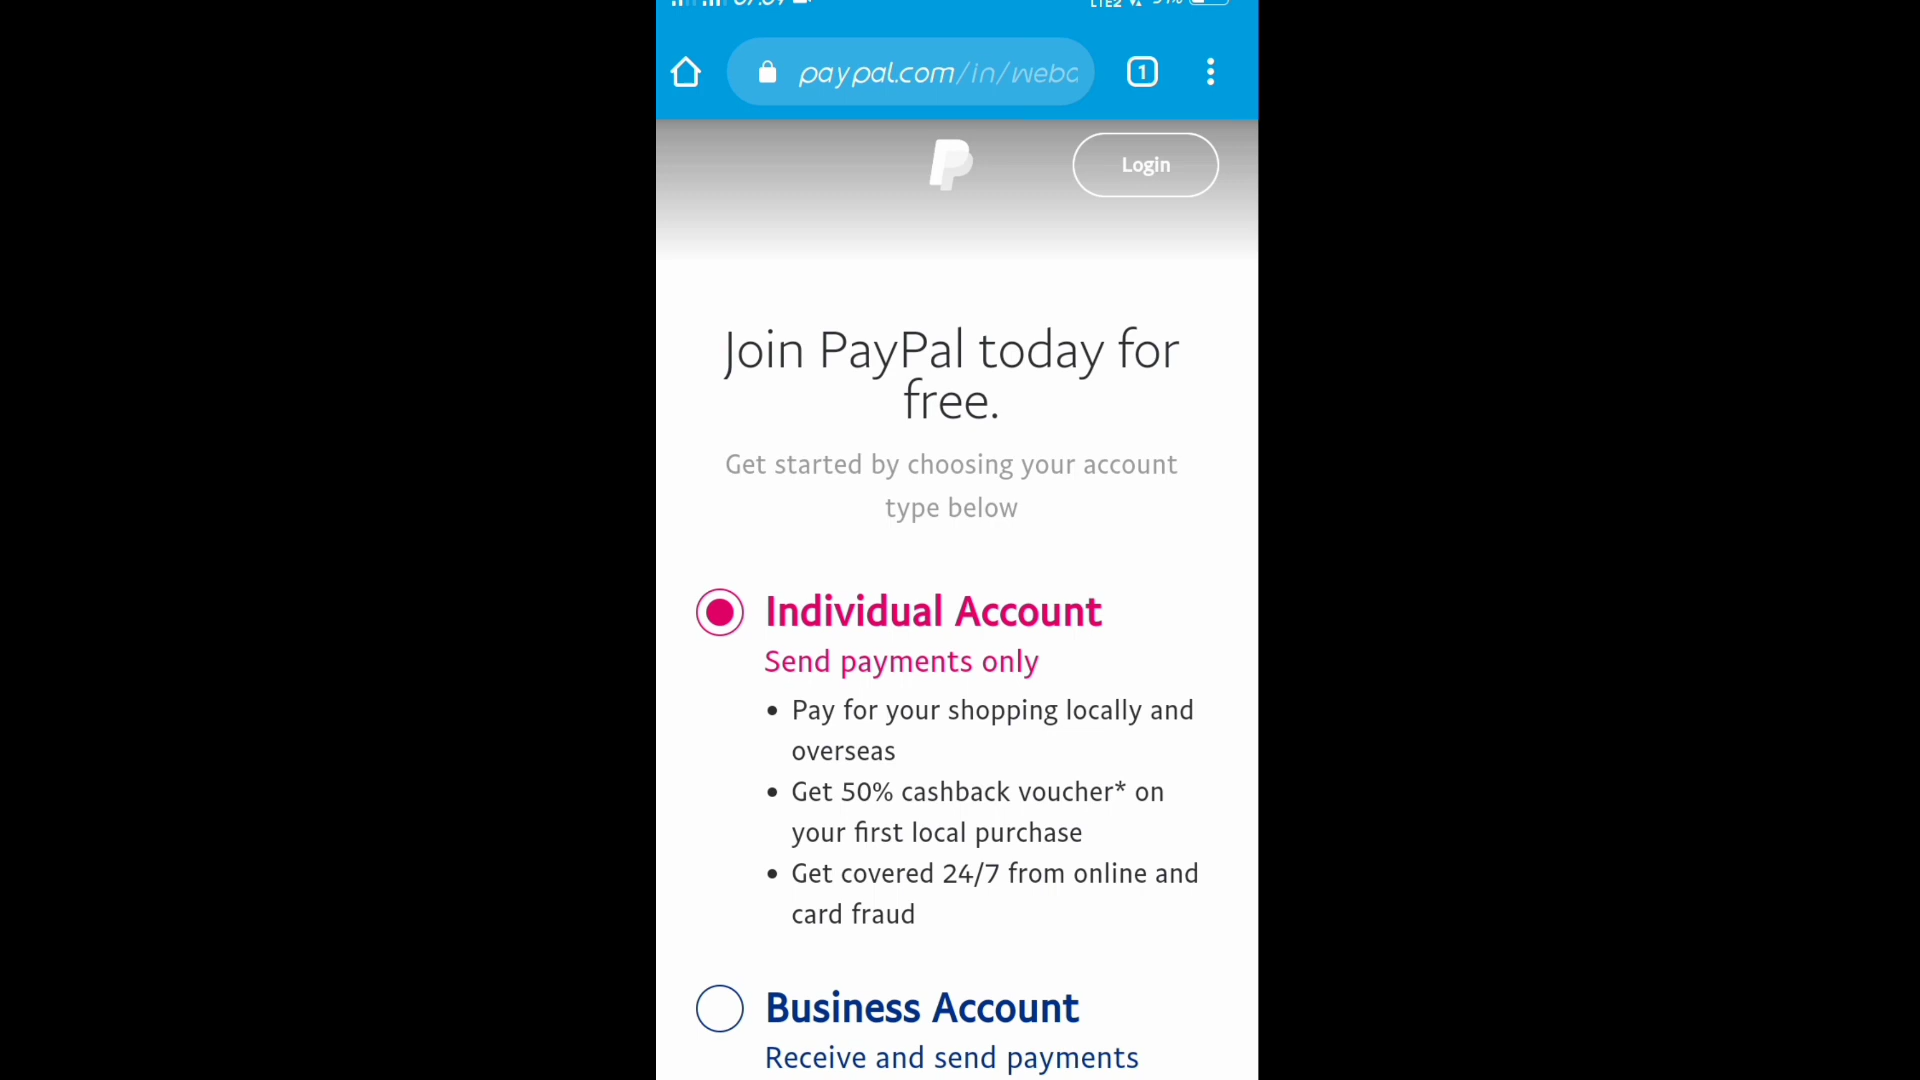 paypal.com/in/webc
1
Login
Join PayPal today for
free.
Get started by choosing your account
type below
Individual Account
Send payments only
• Pay for your shopping locally and
overseas
• Get 50% cashback voucher* on
your first local purchase
• Get covered 24/7 from online and
card fraud
Business Account
Receive and send payments